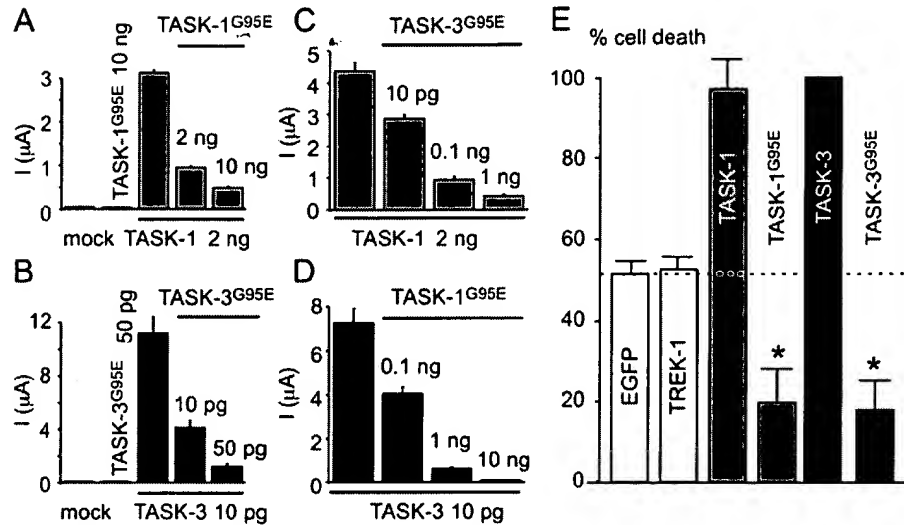 A
TASK-1G95E
I (μA)
3
2
1
0
TASK-1G95E 10 ng
2 ng
10 ng
mock TASK-1 2 ng
C
TASK-3G95E
I (μA)
5
4
3
2
1
0
10 pg
0.1 ng
1 ng
TASK-1 2 ng
B
TASK-3G95E
I (μA)
12
8
4
0
TASK-3G95E 50 pg
10 pg
50 pg
mock TASK-3 10 pg
D
TASK-1G95E
I (μA)
8
6
4
2
0
0.1 ng
1 ng
10 ng
TASK-3 10 pg
E
% cell death
100
80
60
40
20
0
EGFP
TREK-1
TASK-1
TASK-1G95E
*
TASK-3
TASK-3G95E
*